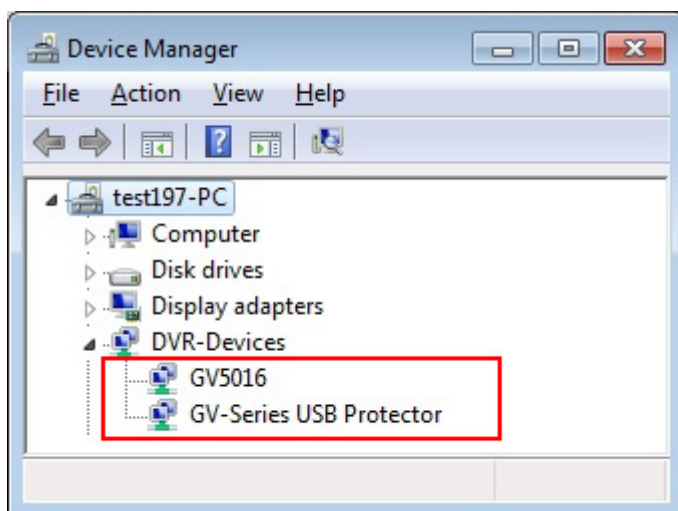 Device Manager
File Action View Help
test197-PC
Computer
Disk drives
Display adapters
DVR-Devices
GV5016
GV-Series USB Protector